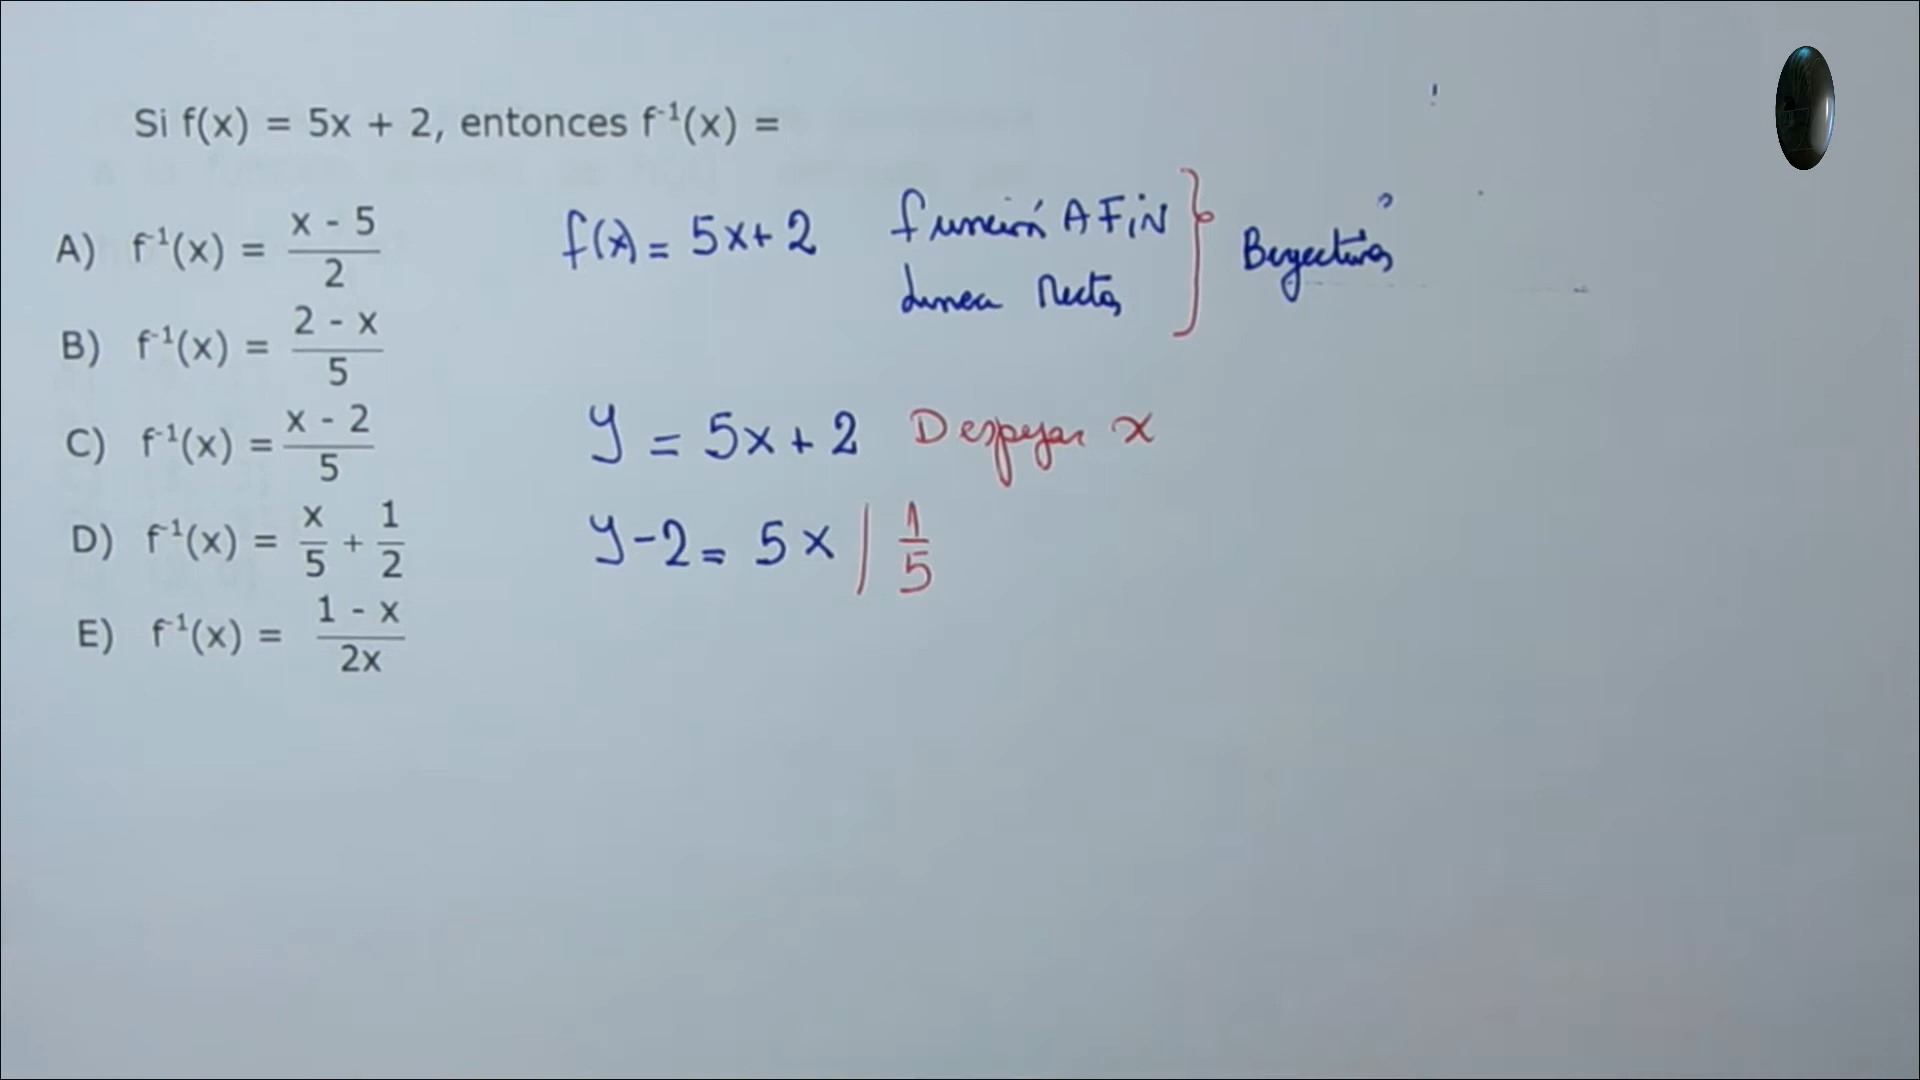 Si f(x) = 5x + 2, entonces f⁻¹(x) =
A) f⁻¹(x) = (x - 5)/2
B) f⁻¹(x) = (2 - x)/5
C) f⁻¹(x) = (x - 2)/5
D) f⁻¹(x) = x/5 + 1/2
E) f⁻¹(x) = (1 - x)/2x
f(x) = 5x + 2 función AFiN
Linea Recta
Biyectiva
y = 5x + 2 Despejar x
y - 2 = 5x | 1/5